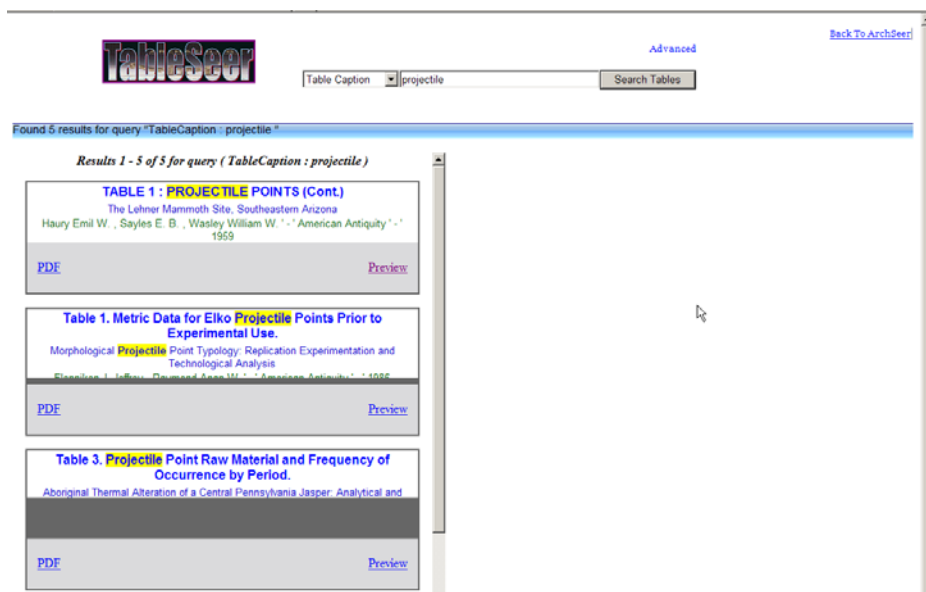 Back To ArchSeer
TableSeer
Advanced
Table Caption projectile Search Tables
Found 5 results for query "TableCaption : projectile "
Results 1 - 5 of 5 for query ( TableCaption : projectile )
TABLE 1 : PROJECTILE POINTS (Cont.)
The Lehner Mammoth Site, Southeastern Arizona
Haury Emil W. , Sayles E. B. , Wasley William W. ' - ' American Antiquity ' - '
1959
PDF Preview
Table 1. Metric Data for Elko Projectile Points Prior to
Experimental Use.
Morphological Projectile Point Typology: Replication Experimentation and
Technological Analysis
PDF Preview
Table 3. Projectile Point Raw Material and Frequency of
Occurrence by Period.
Aboriginal Thermal Alteration of a Central Pennsylvania Jasper: Analytical and
PDF Preview